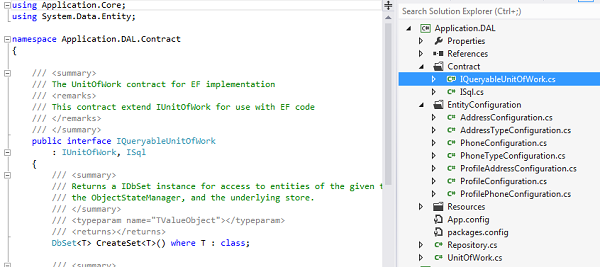 using Application.Core;
using System.Data.Entity;
namespace Application.DAL.Contract
{
/// <summary>
/// The UnitOfWork contract for EF implementation
/// <remarks>
/// This contract extend IUnitOfWork for use with EF code
/// </remarks>
/// </summary>
public interface IQueryableUnitOfWork
: IUnitOfWork, ISql
{
/// <summary>
/// Returns a IDbSet instance for access to entities of the given t
/// the ObjectStateManager, and the underlying store.
/// </summary>
/// <typeparam name="TValueObject"></typeparam>
/// <returns></returns>
DbSet<T> CreateSet<T>() where T : class;
/// <summary>
Search Solution Explorer (Ctrl+;)
Application.DAL
Properties
References
Contract
IQueryableUnitOfWork.cs
ISql.cs
EntityConfiguration
AddressConfiguration.cs
AddressTypeConfiguration.cs
PhoneConfiguration.cs
PhoneTypeConfiguration.cs
ProfileAddressConfiguration.cs
ProfileConfiguration.cs
ProfilePhoneConfiguration.cs
Resources
App.config
packages.config
Repository.cs
UnitOfWork.cs